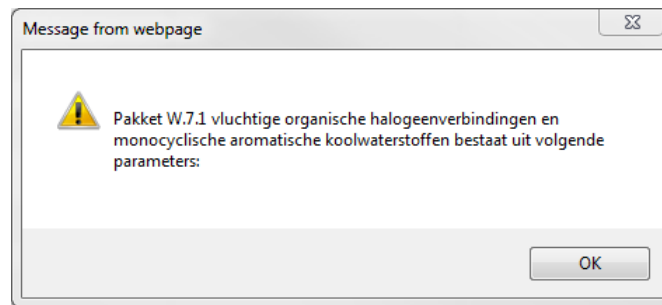 Message from webpage
Pakket W.7.1 vluchtige organische halogeenverbindingen en
monocyclische aromatische koolwaterstoffen bestaat uit volgende
parameters:
OK